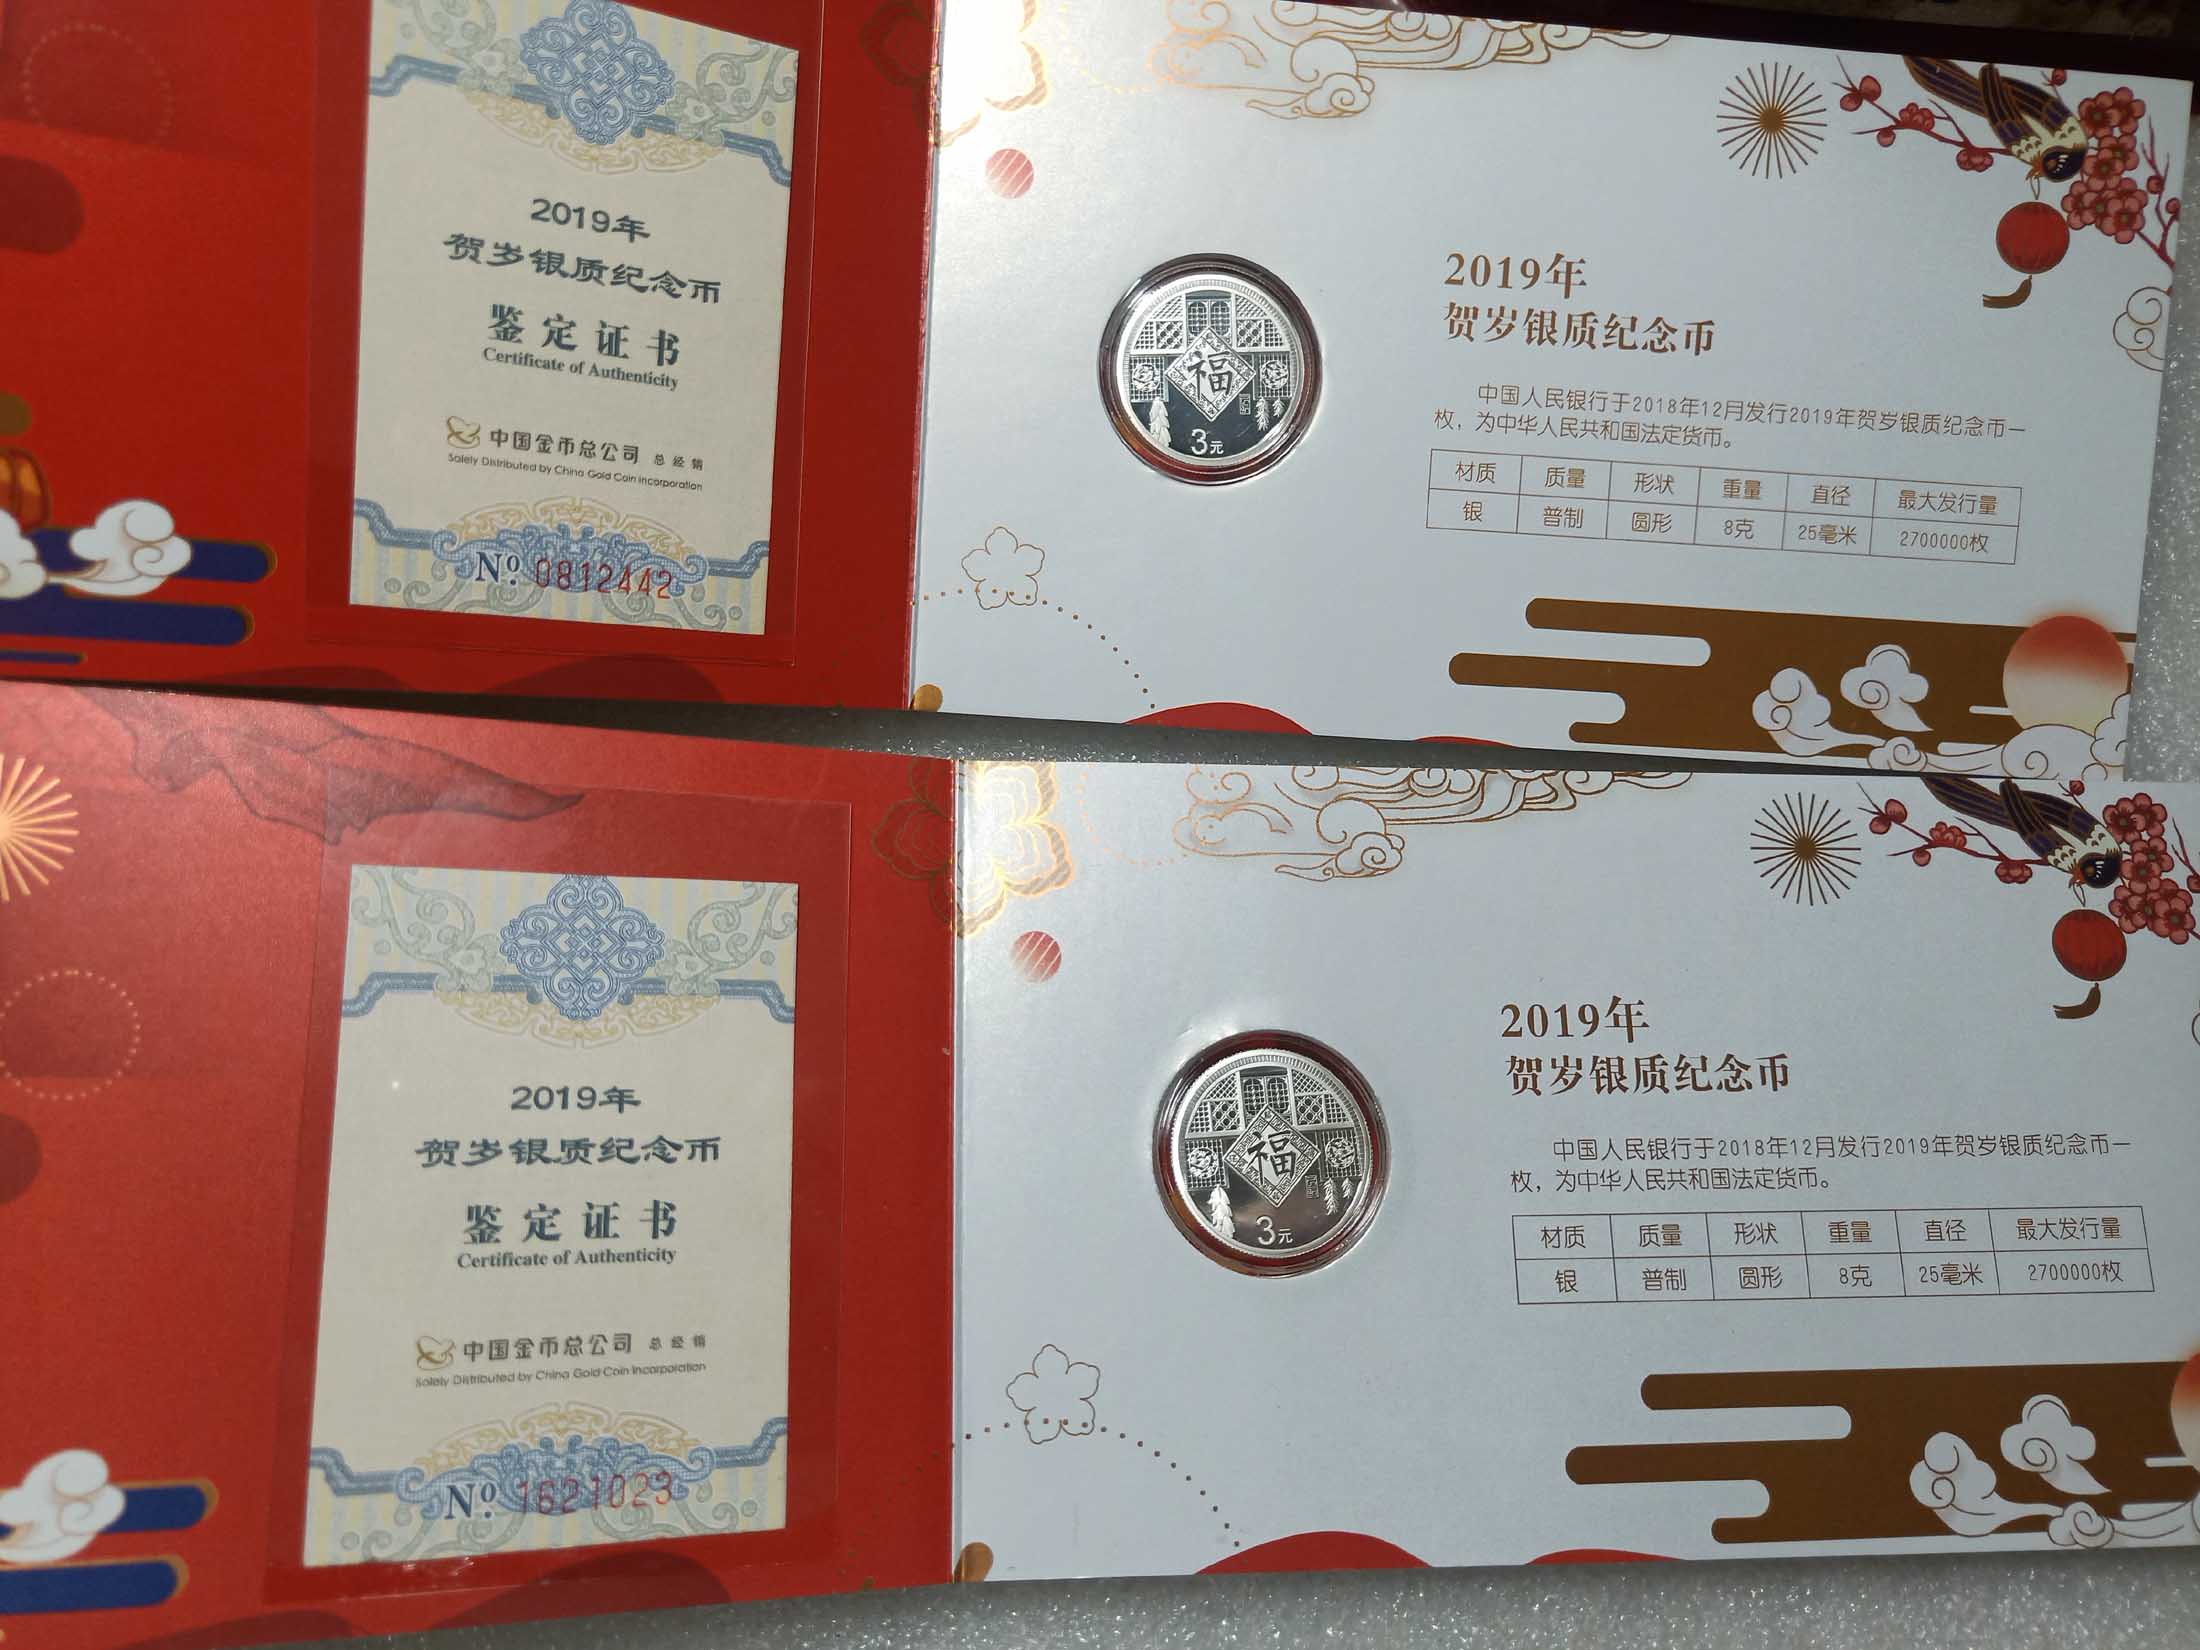 2019年
贺岁银质纪念币
鉴定证书
Certificate of Authenticity
中国金币总公司 总经销
Solely Distributed by China Gold Coin Incorporation
Nº. 0812442
福
3元
2019年
贺岁银质纪念币
中国人民银行于2018年12月发行2019年贺岁银质纪念币一
枚，为中华人民共和国法定货币。
材质 质量 形状 重量 直径 最大发行量
银 普制 圆形 8克 25毫米 2700000枚
2019年
贺岁银质纪念币
鉴定证书
Certificate of Authenticity
中国金币总公司 总经销
Solely Distributed by China Gold Coin Incorporation
Nº. 1621023
福
3元
2019年
贺岁银质纪念币
中国人民银行于2018年12月发行2019年贺岁银质纪念币一
枚，为中华人民共和国法定货币。
材质 质量 形状 重量 直径 最大发行量
银 普制 圆形 8克 25毫米 2700000枚